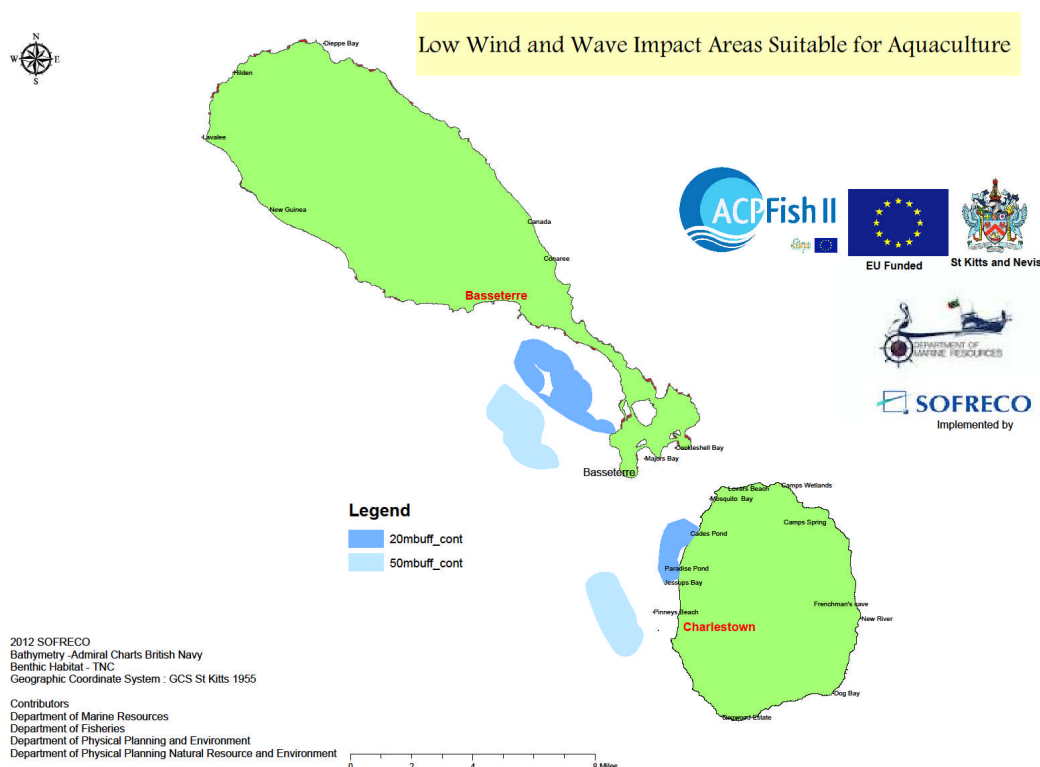 Low Wind and Wave Impact Areas Suitable for Aquaculture
N
W E
S
Dieppe Bay
Hilden
Lavalee
New Guinea
Canada
Conaree
Basseterre
Cockleshell Bay
Majors Bay
Basseterre
ACPFish II
EU Funded
St Kitts and Nevis
DEPARTMENT OF
MARINE RESOURCES
SOFRECO
Implemented by
Lovers Beach
Camps Wetlands
Mosquito Bay
Camps Spring
Cades Pond
Paradise Pond
Jessups Bay
Pinneys Beach
Frenchman's cave
New River
Charlestown
Dog Bay
Dogwood Estate
Legend
20mbuff_cont
50mbuff_cont
2012 SOFRECO
Bathymetry -Admiral Charts British Navy
Benthic Habitat - TNC
Geographic Coordinate System : GCS St Kitts 1955
Contributors
Department of Marine Resources
Department of Fisheries
Department of Physical Planning and Environment
Department of Physical Planning Natural Resource and Environment
0 2 4 8 Miles